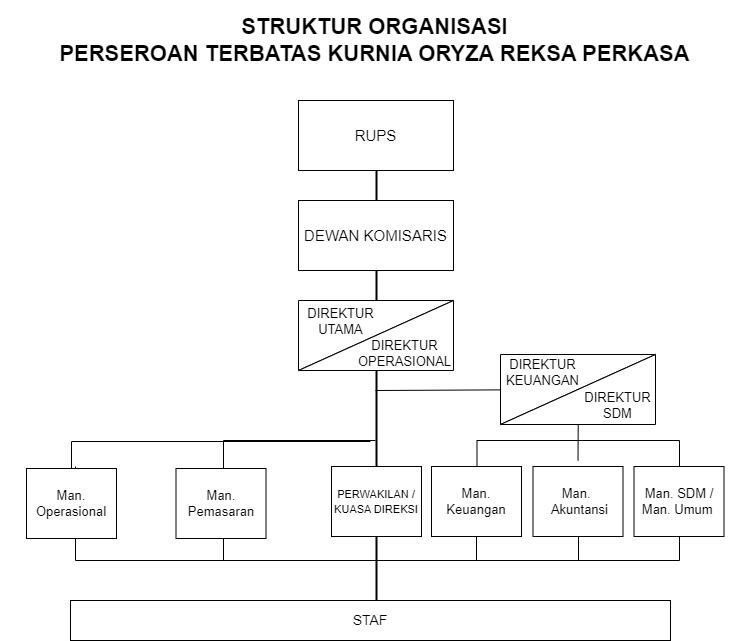 STRUKTUR ORGANISASI
PERSEROAN TERBATAS KURNIA ORYZA REKSA PERKASA
RUPS
DEWAN KOMISARIS
DIREKTUR
UTAMA
DIREKTUR
OPERASIONAL
DIREKTUR
KEUANGAN
DIREKTUR
SDM
Man.
Operasional
Man.
Pemasaran
PERWAKILAN /
KUASA DIREKSI
Man.
Keuangan
Man.
Akuntansi
Man. SDM /
Man. Umum
STAF